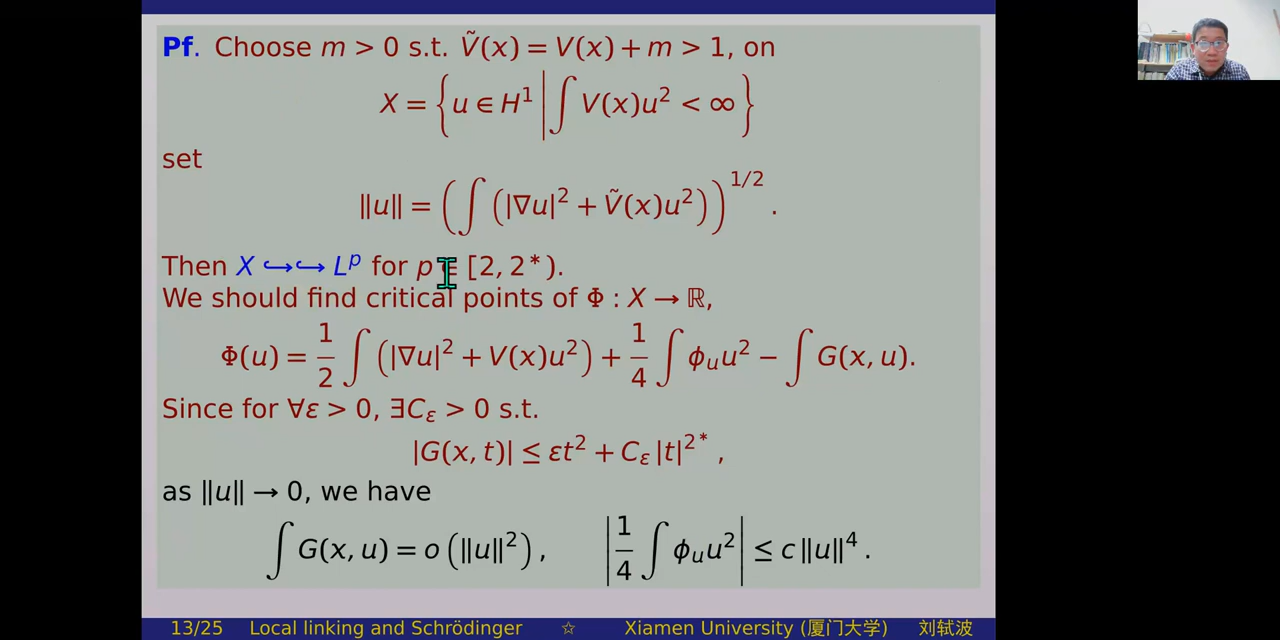 Pf. Choose m > 0 s.t. Ṽ(x) = V(x) + m > 1, on
X = { u ∈ H¹ | ∫ V(x)u² < ∞ }
set
‖u‖ = ( ∫ (|∇u|² + Ṽ(x)u²) )^{1/2} .
Then X ↪↪ Lᵖ for p ∈ [2, 2*).
We should find critical points of Φ : X → ℝ,
Φ(u) = 1/2 ∫ (|∇u|² + V(x)u²) + 1/4 ∫ ϕ_u u² − ∫ G(x, u).
Since for ∀ε > 0, ∃C_ε > 0 s.t.
|G(x, t)| ≤ εt² + C_ε |t|^{2*} ,
as ‖u‖ → 0, we have
∫ G(x, u) = o (‖u‖²) , | 1/4 ∫ ϕ_u u² | ≤ c ‖u‖⁴ .
13/25 Local linking and Schrödinger ☆ Xiamen University (厦门大学) 刘轼波